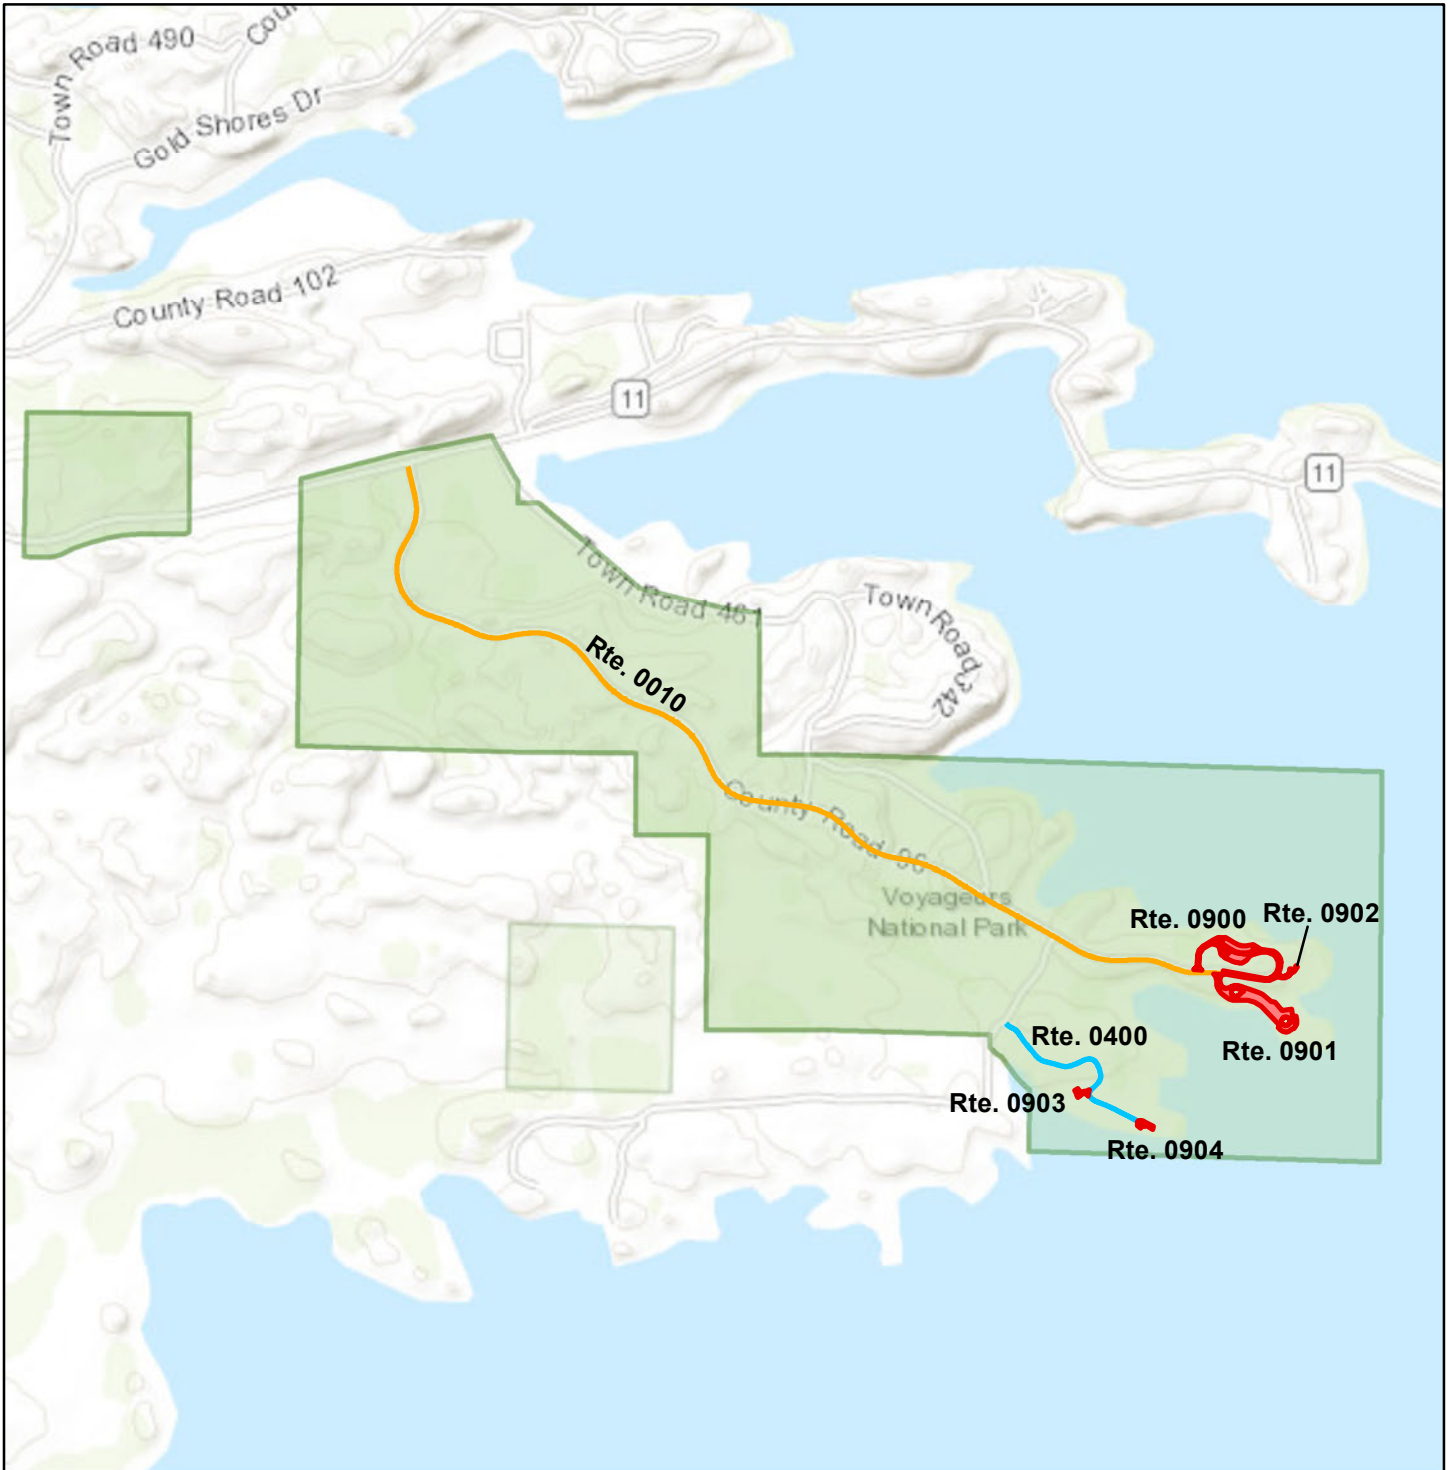 Town Road 490
Cou
Gold Shores Dr
County Road 102
11
11
Town Road 461
Town Road 342
Rte. 0010
County Road 96
Voyageurs
National Park
Rte. 0900
Rte. 0902
Rte. 0901
Rte. 0400
Rte. 0903
Rte. 0904